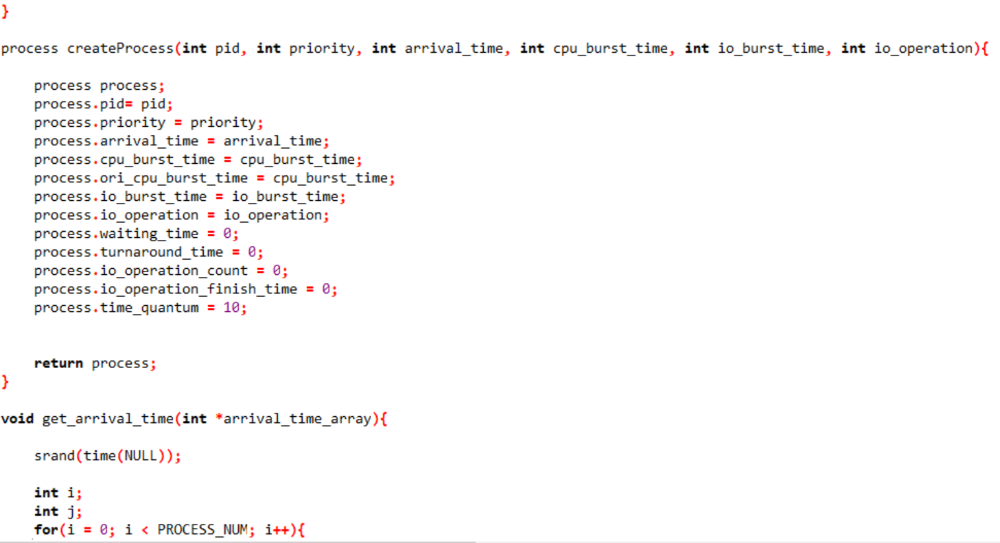 }
process createProcess(int pid, int priority, int arrival_time, int cpu_burst_time, int io_burst_time, int io_operation){
    process process;
    process.pid= pid;
    process.priority = priority;
    process.arrival_time = arrival_time;
    process.cpu_burst_time = cpu_burst_time;
    process.ori_cpu_burst_time = cpu_burst_time;
    process.io_burst_time = io_burst_time;
    process.io_operation = io_operation;
    process.waiting_time = 0;
    process.turnaround_time = 0;
    process.io_operation_count = 0;
    process.io_operation_finish_time = 0;
    process.time_quantum = 10;
    return process;
}
void get_arrival_time(int *arrival_time_array){
    srand(time(NULL));
    int i;
    int j;
    for(i = 0; i < PROCESS_NUM; i++){